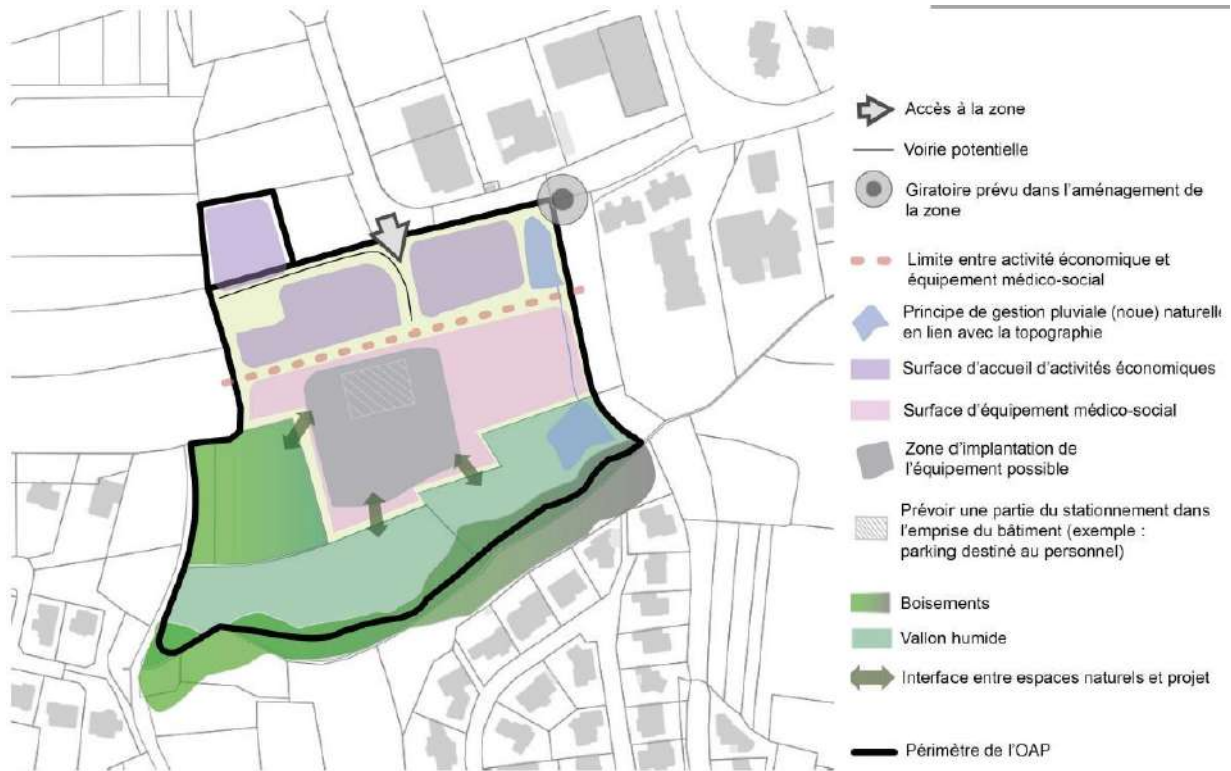 Accès à la zone
Voirie potentielle
Giratoire prévu dans l'aménagement de
la zone
Limite entre activité économique et
équipement médico-social
Principe de gestion pluviale (noue) naturelle
en lien avec la topographie
Surface d'accueil d'activités économiques
Surface d'équipement médico-social
Zone d'implantation de
l'équipement possible
Prévoir une partie du stationnement dans
l'emprise du bâtiment (exemple :
parking destiné au personnel)
Boisements
Vallon humide
Interface entre espaces naturels et projet
Périmètre de l'OAP